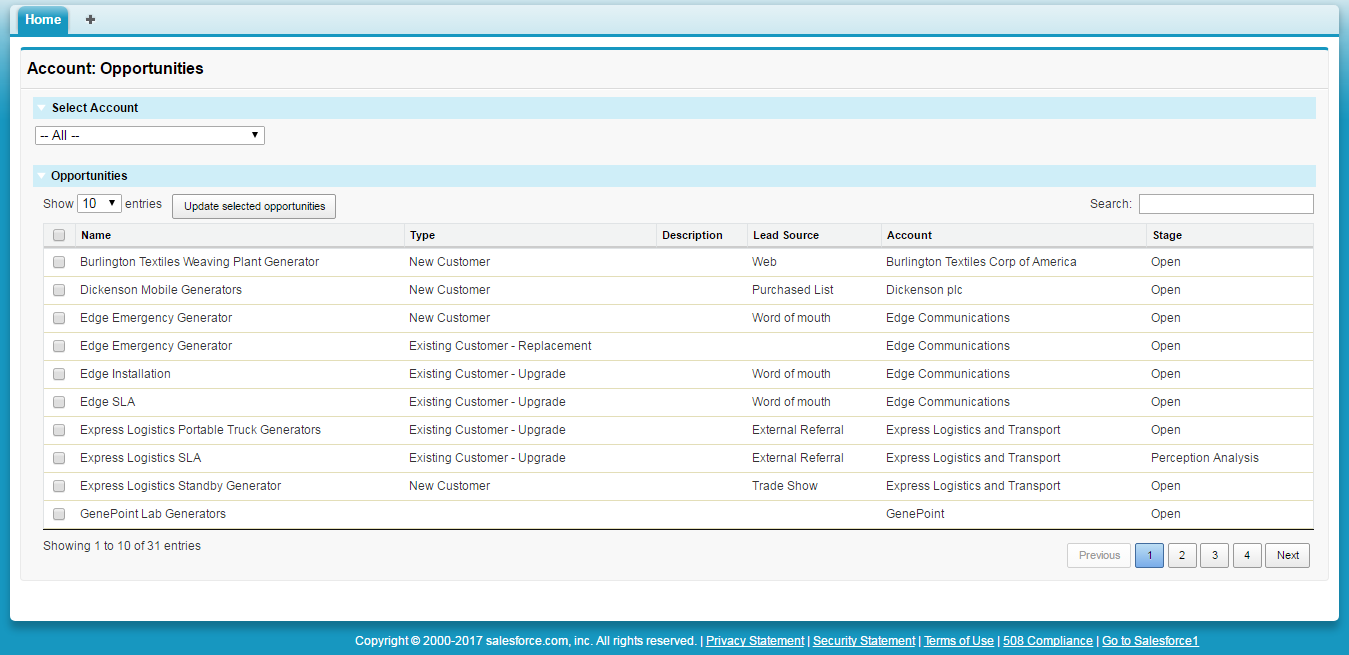 Home +
Account: Opportunities
Select Account
-- All --
Opportunities
Show 10 entries Update selected opportunities Search:
Name Type Description Lead Source Account Stage
Burlington Textiles Weaving Plant Generator New Customer Web Burlington Textiles Corp of America Open
Dickenson Mobile Generators New Customer Purchased List Dickenson plc Open
Edge Emergency Generator New Customer Word of mouth Edge Communications Open
Edge Emergency Generator Existing Customer - Replacement Edge Communications Open
Edge Installation Existing Customer - Upgrade Word of mouth Edge Communications Open
Edge SLA Existing Customer - Upgrade Word of mouth Edge Communications Open
Express Logistics Portable Truck Generators Existing Customer - Upgrade External Referral Express Logistics and Transport Open
Express Logistics SLA Existing Customer - Upgrade External Referral Express Logistics and Transport Perception Analysis
Express Logistics Standby Generator New Customer Trade Show Express Logistics and Transport Open
GenePoint Lab Generators GenePoint Open
Showing 1 to 10 of 31 entries
Previous 1 2 3 4 Next
Copyright © 2000-2017 salesforce.com, inc. All rights reserved. | Privacy Statement | Security Statement | Terms of Use | 508 Compliance | Go to Salesforce1